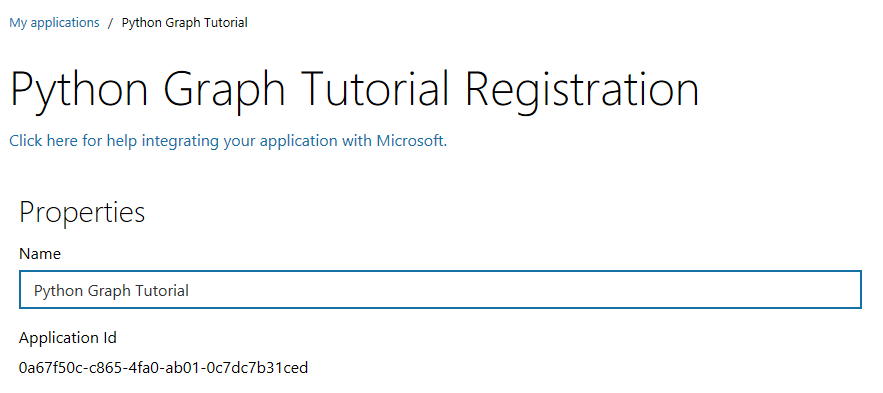 My applications / Python Graph Tutorial
Python Graph Tutorial Registration
Click here for help integrating your application with Microsoft.
Properties
Name
Python Graph Tutorial
Application Id
0a67f50c-c865-4fa0-ab01-0c7dc7b31ced